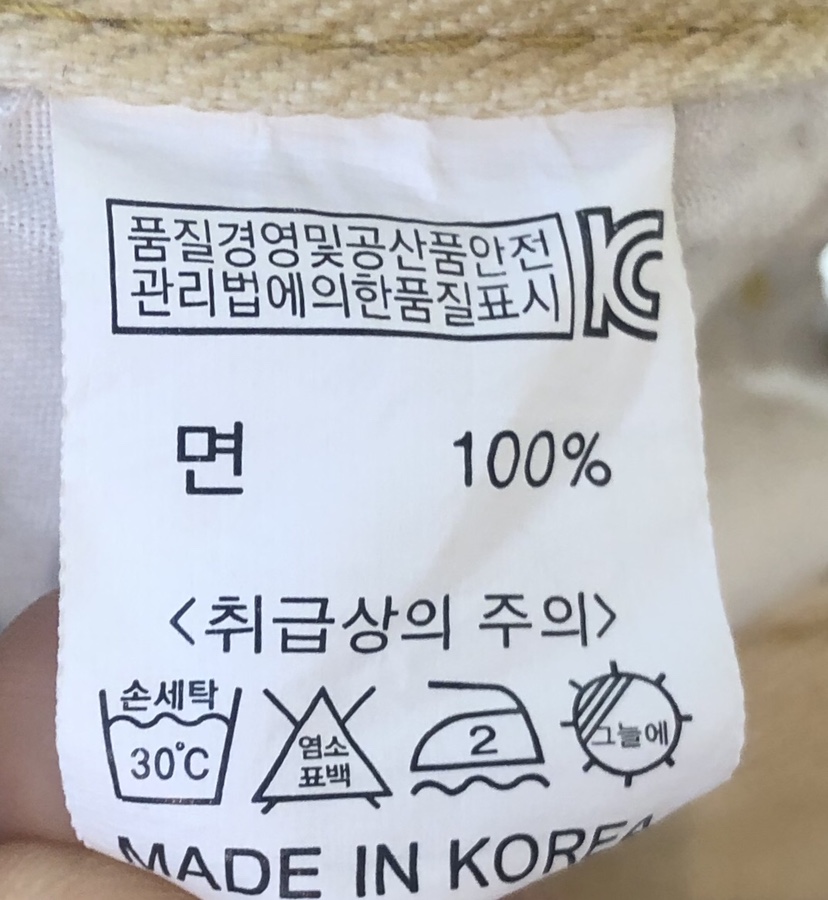 품질경영및공산품안전
관리법에의한품질표시
KC
면 100%
<취급상의 주의>
손세탁
30℃
염소
표백
2
그늘에
MADE IN KOREA